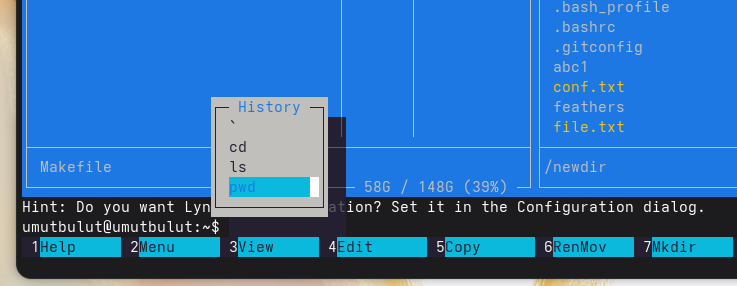 .bash_profile
.bashrc
.gitconfig
abc1
conf.txt
feathers
file.txt
History
`
cd
ls
pwd
Makefile
58G / 148G (39%)
/newdir
Hint: Do you want Lyn ation? Set it in the Configuration dialog.
umutbulut@umutbulut:~$
1Help 2Menu 3View 4Edit 5Copy 6RenMov 7Mkdir